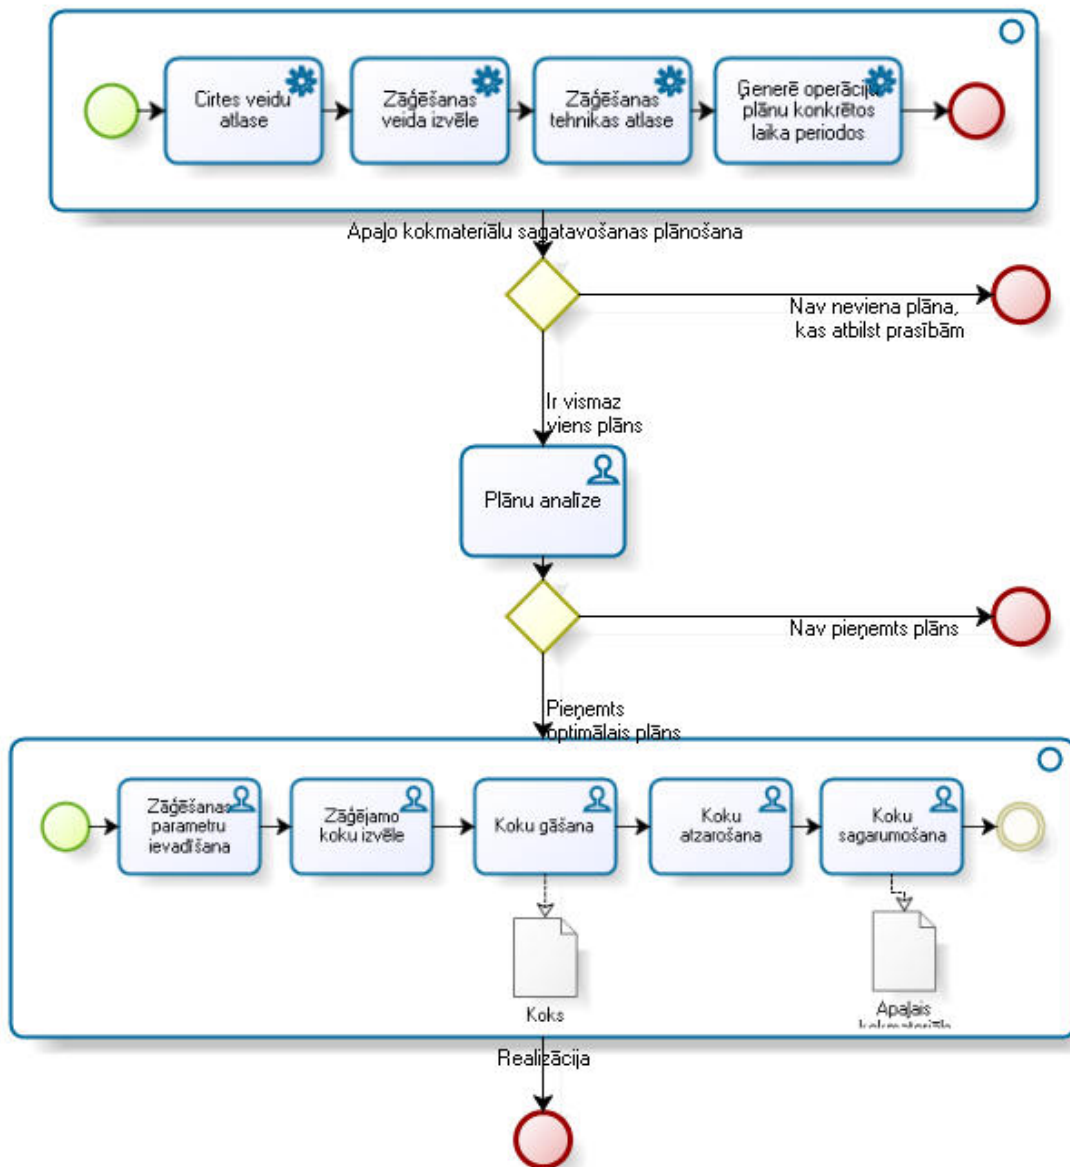 Cirtes veidu
atlase
Zāģēšanas
veida izvēle
Zāģēšanas
tehnikas atlase
Ģenerē operāciju
plānu konkrētos
laika periodos
Apaļo kokmateriālu sagatavošanas plānošana
Nav neviena plāna,
kas atbilst prasībām
Ir vismaz
viens plāns
Plānu analīze
Nav pieņemts plāns
Pieņemts
optimālais plāns
Zāģēšanas
parametru
ievadīšana
Zāģējamo
koku izvēle
Koku gāšana
Koku
atzarošana
Koku
sagarumošana
Koks
Apaļais
Realizācija